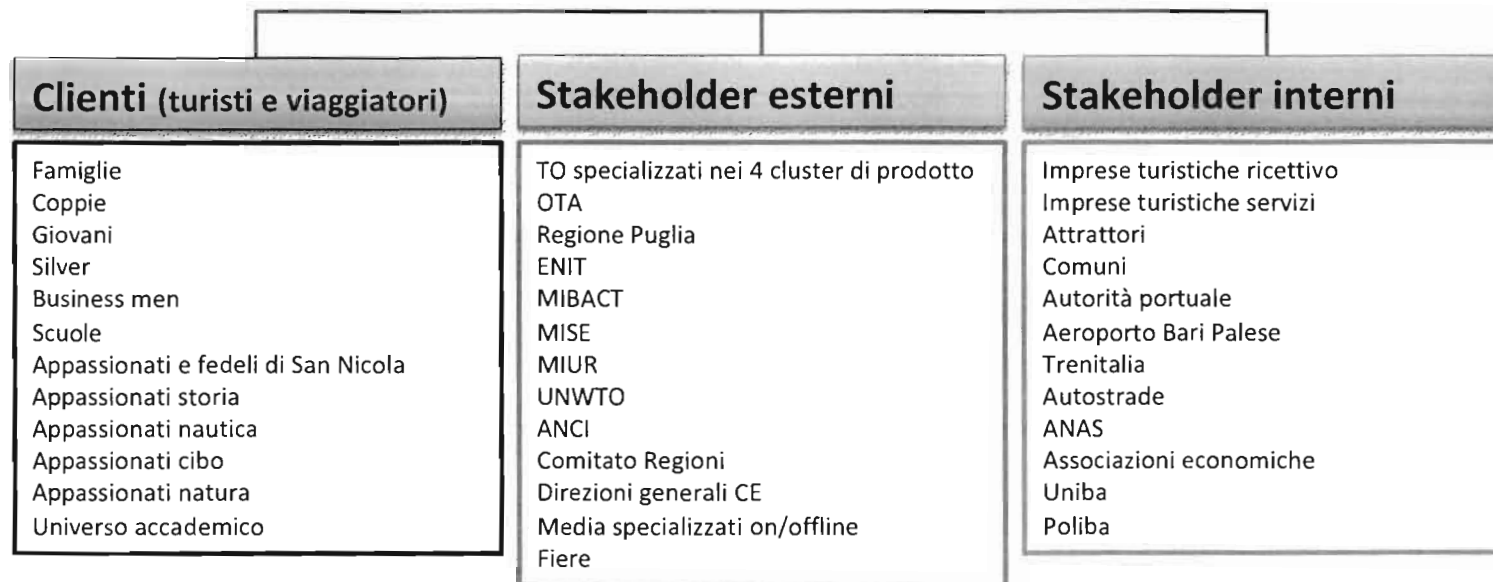 Clienti (turisti e viaggiatori)
Famiglie
Coppie
Giovani
Silver
Business men
Scuole
Appassionati e fedeli di San Nicola
Appassionati storia
Appassionati nautica
Appassionati cibo
Appassionati natura
Universo accademico
Stakeholder esterni
TO specializzati nei 4 cluster di prodotto
OTA
Regione Puglia
ENIT
MIBACT
MISE
MIUR
UNWTO
ANCI
Comitato Regioni
Direzioni generali CE
Media specializzati on/offline
Fiere
Stakeholder interni
Imprese turistiche ricettivo
Imprese turistiche servizi
Attrattori
Comuni
Autorità portuale
Aeroporto Bari Palese
Trenitalia
Autostrade
ANAS
Associazioni economiche
Uniba
Poliba